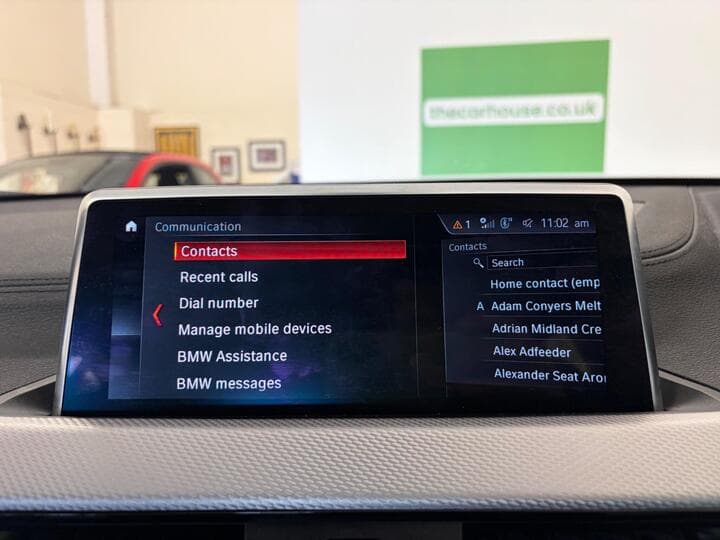 thecarhouse.co.uk
Communication
1
11:02 am
Contacts
Recent calls
Dial number
Manage mobile devices
BMW Assistance
BMW messages
Contacts
Search
Home contact (emp
A Adam Conyers Melt
Adrian Midland Cre
Alex Adfeeder
Alexander Seat Aro